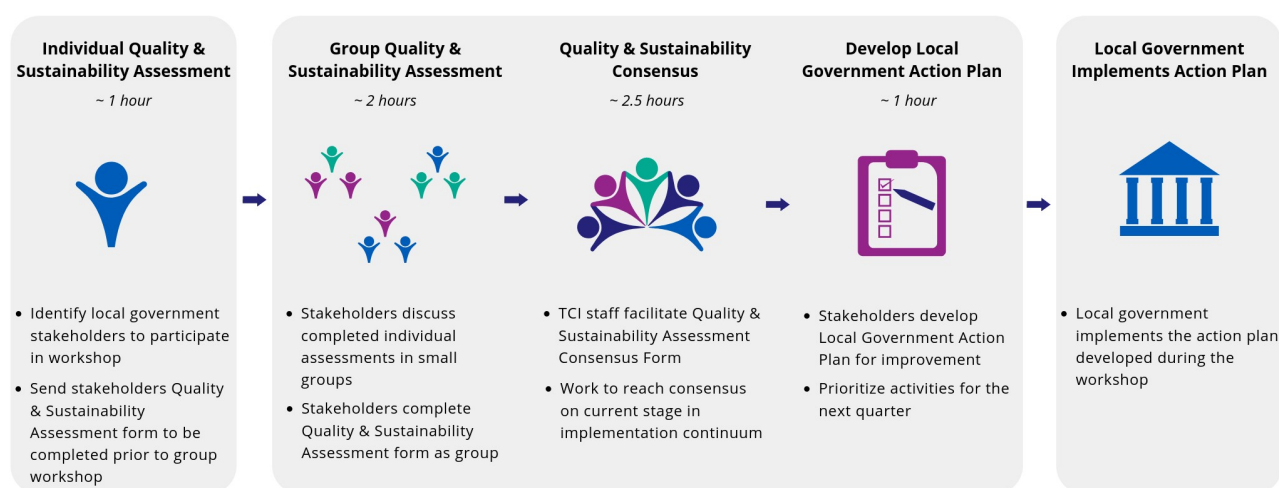 Individual Quality &
Sustainability Assessment
~ 1 hour
• Identify local government
stakeholders to participate
in workshop
• Send stakeholders Quality
& Sustainability
Assessment form to be
completed prior to group
workshop
Group Quality &
Sustainability Assessment
~ 2 hours
• Stakeholders discuss
completed individual
assessments in small
groups
• Stakeholders complete
Quality & Sustainability
Assessment form as group
Quality & Sustainability
Consensus
~ 2.5 hours
• TCI staff facilitate Quality &
Sustainability Assessment
Consensus Form
• Work to reach consensus
on current stage in
implementation continuum
Develop Local
Government Action Plan
~ 1 hour
• Stakeholders develop
Local Government Action
Plan for improvement
• Prioritize activities for the
next quarter
Local Government
Implements Action Plan
• Local government
implements the action plan
developed during the
workshop